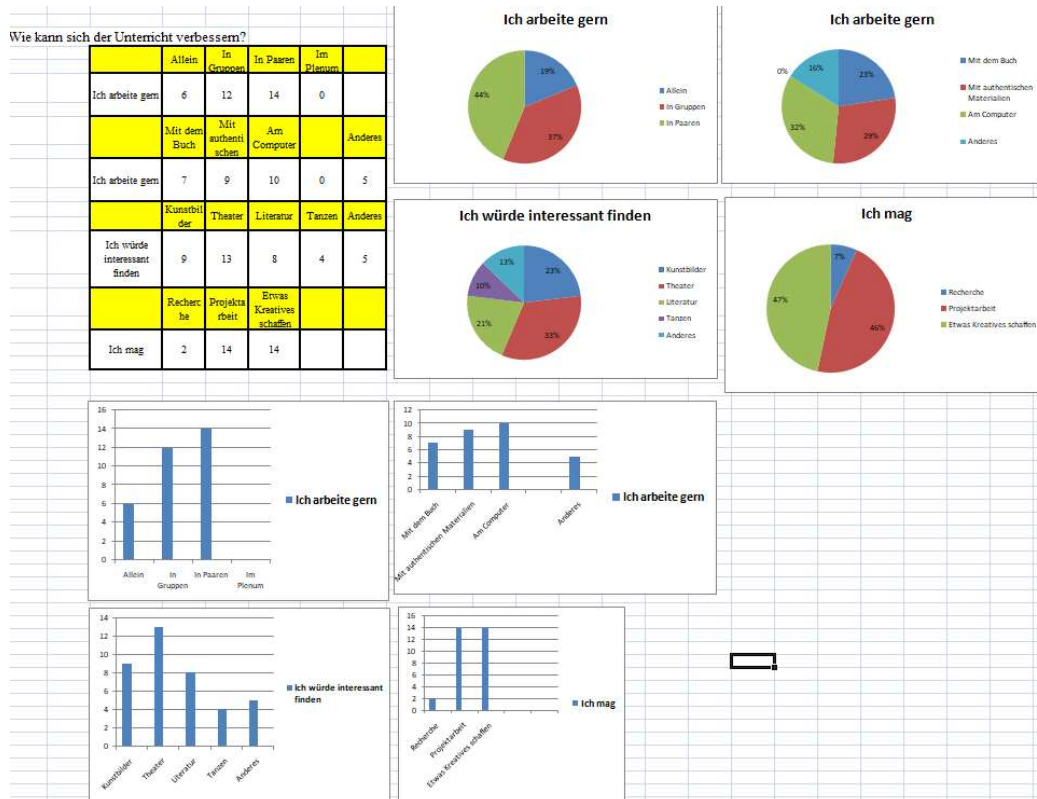 Wie kann sich der Unterricht verbessern?
Allein In Gruppen In Paaren Im Plenum
Ich arbeite gern 6 12 14 0
Mit dem Buch Mit authenti schen Am Computer Anderes
Ich arbeite gern 7 9 10 0 5
Kunstbil der Theater Literatur Tanzen Anderes
Ich würde interessant finden 9 13 8 4 5
Recherc he Projekta rbeit Etwas Kreatives schaffen
Ich mag 2 14 14
Ich arbeite gern
19%
37%
44%
Allein
In Gruppen
In Paaren
Ich arbeite gern
23%
29%
32%
0%
16%
Mit dem Buch
Mit authentischen
Materialien
Am Computer
Anderes
Ich würde interessant finden
23%
33%
21%
10%
13%
Kunstbilder
Theater
Literatur
Tanzen
Anderes
Ich mag
7%
46%
47%
Recherche
Projektarbeit
Etwas Kreatives schaffen
16
14
12
10
8
6
4
2
0
Allein In Gruppen In Paaren Im Plenum
Ich arbeite gern
12
10
8
6
4
2
0
Mit dem Buch
Mit authentischen Materialien
Am Computer
Anderes
Ich arbeite gern
14
12
10
8
6
4
2
0
Kunstbilder
Theater
Literatur
Tanzen
Anderes
Ich würde interessant
finden
16
14
12
10
8
6
4
2
0
Recherche
Projektarbeit
Etwas Kreatives schaffen
Ich mag